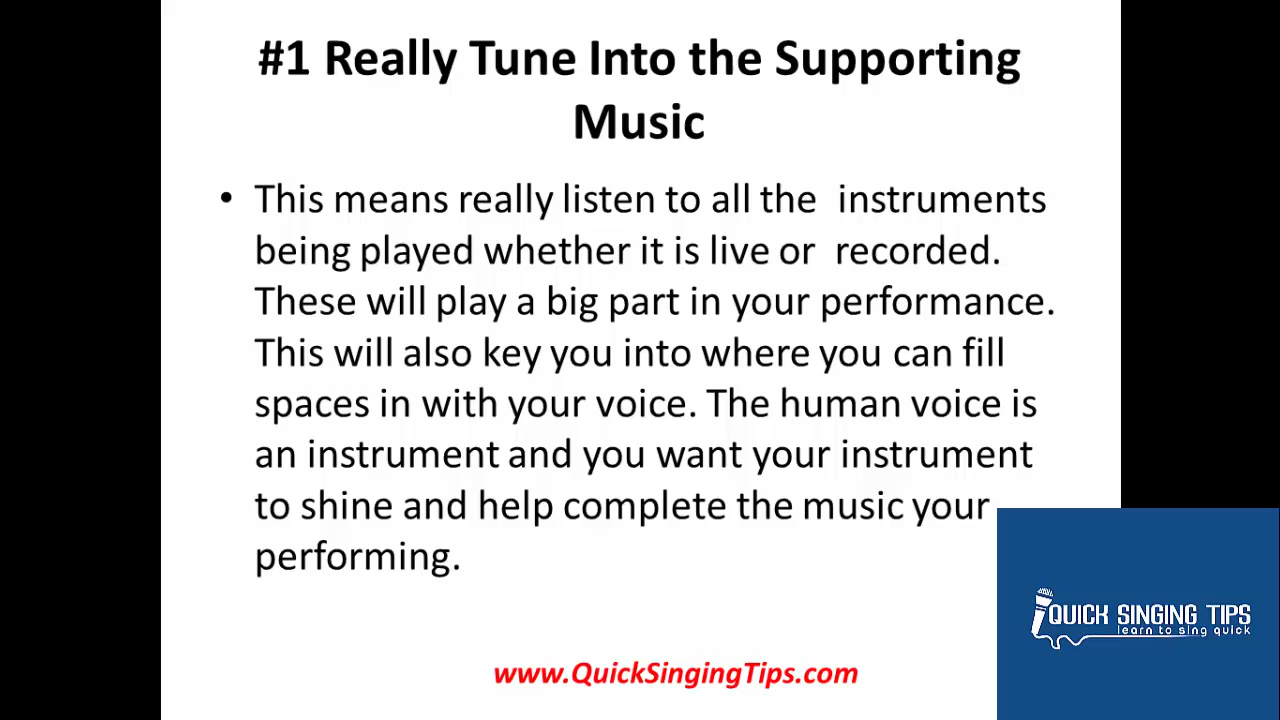 #1 Really Tune Into the Supporting
Music
• This means really listen to all the  instruments
being played whether it is live or  recorded.
These will play a big part in your performance.
This will also key you into where you can fill
spaces in with your voice. The human voice is
an instrument and you want your instrument
to shine and help complete the music your
performing.
QUICK SINGING TIPS
learn to sing quick
www.QuickSingingTips.com